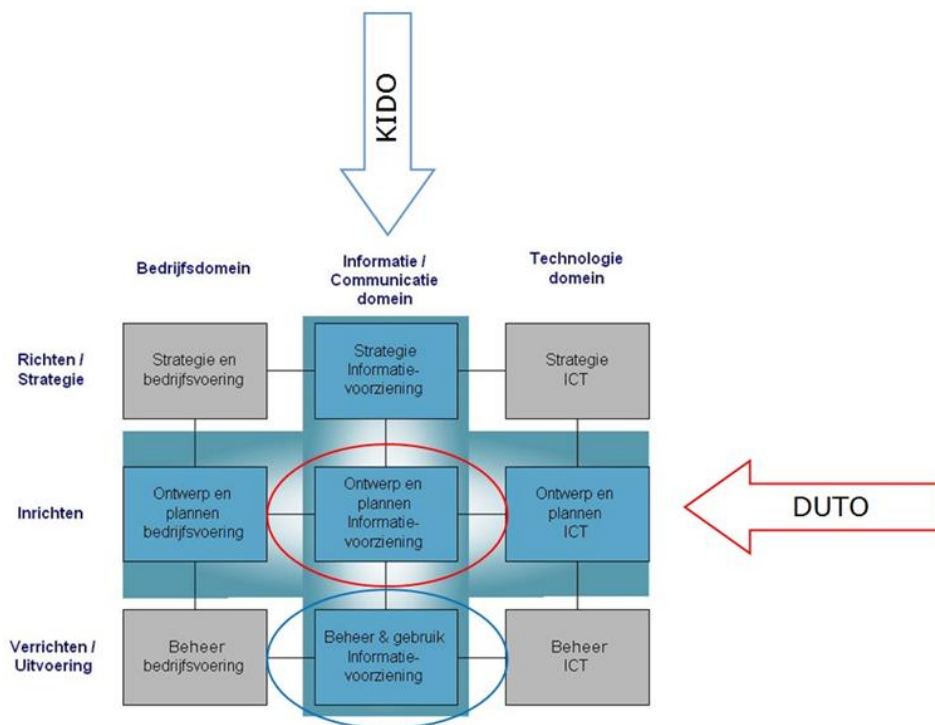 KIDO
Bedrijfsdomein
Informatie /
Communicatie
domein
Technologie
domein
Richten /
Strategie
Strategie en
bedrijfsvoering
Strategie
Informatie-
voorziening
Strategie
ICT
Inrichten
Ontwerp en
plannen
bedrijfsvoering
Ontwerp en
plannen
Informatie-
voorziening
Ontwerp en
plannen
ICT
DUTO
Verrichten /
Uitvoering
Beheer
bedrijfsvoering
Beheer & gebruik
Informatie-
voorziening
Beheer
ICT